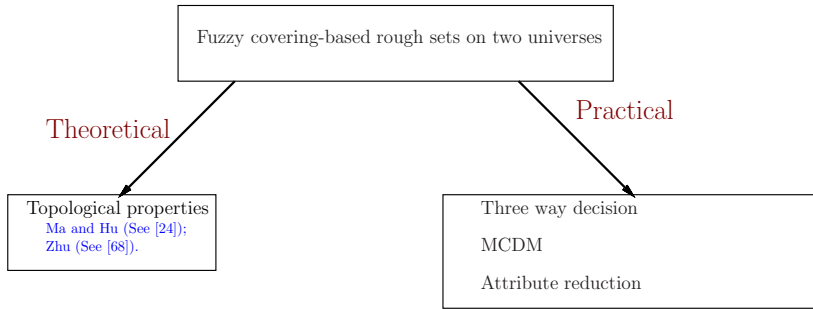 Fuzzy covering-based rough sets on two universes
Theoretical
Practical
Topological properties
Ma and Hu (See [24]);
Zhu (See [68]).
Three way decision
MCDM
Attribute reduction